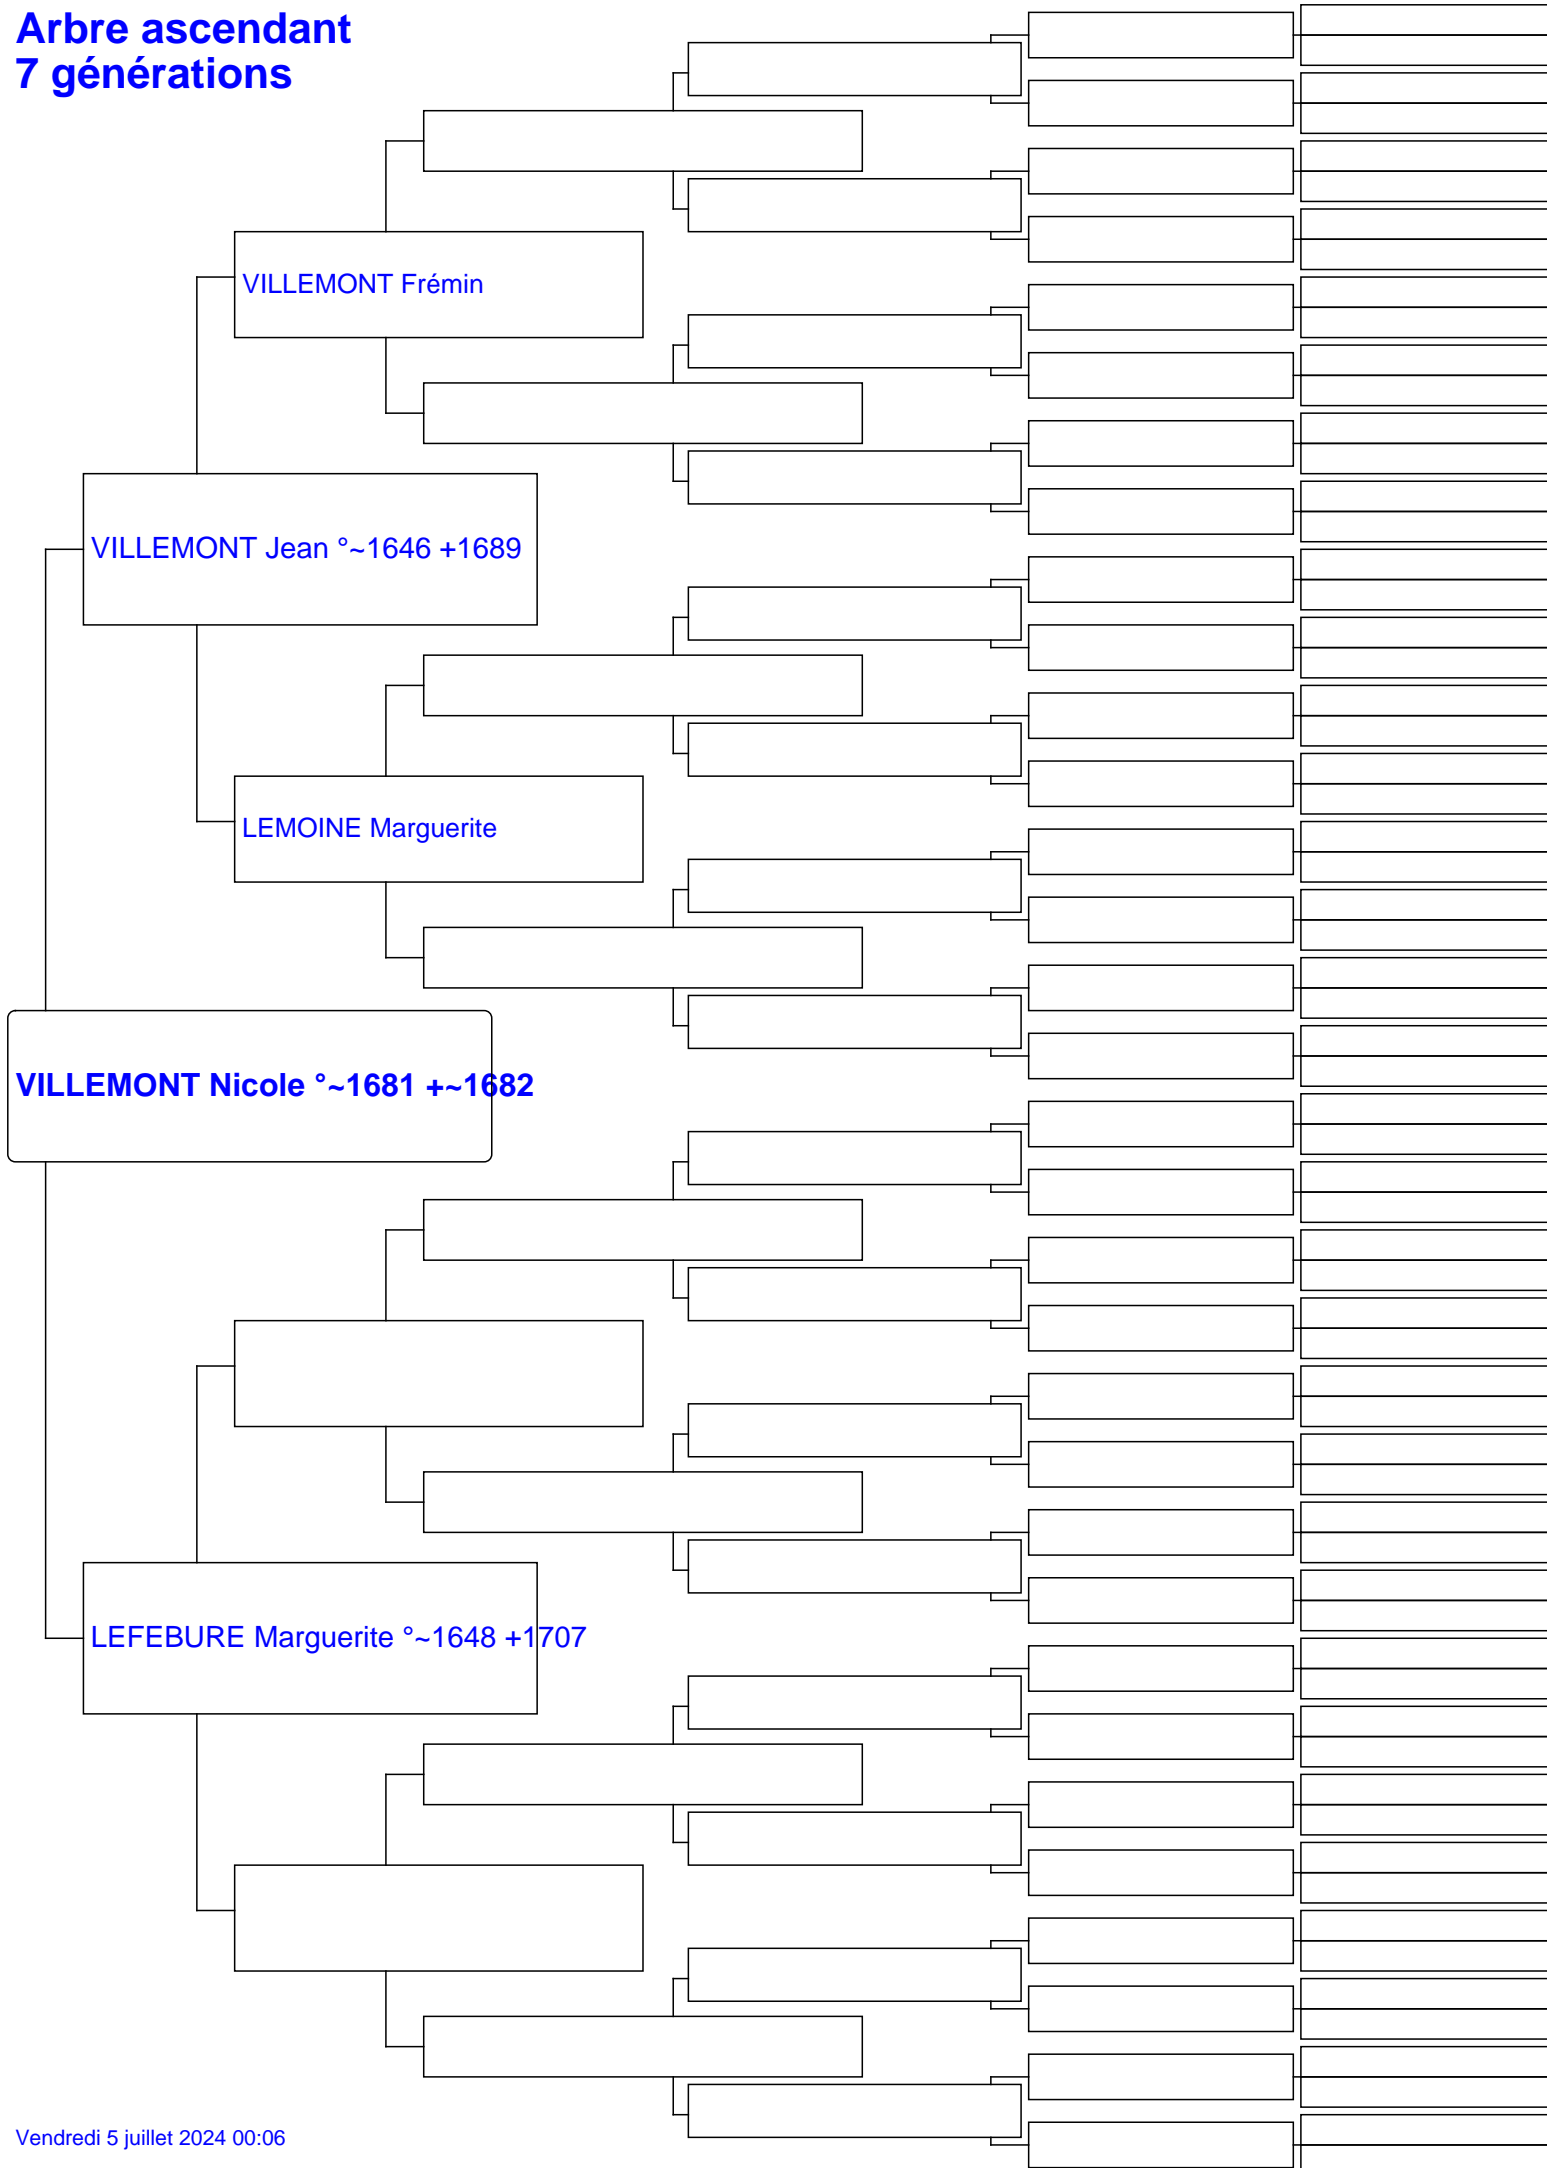 Arbre ascendant
7 générations
VILLEMONT Frémin
VILLEMONT Jean °~1646 +1689
LEMOINE Marguerite
VILLEMONT Nicole °~1681 +~1682
LEFEBURE Marguerite °~1648 +1707
Vendredi 5 juillet 2024 00:06